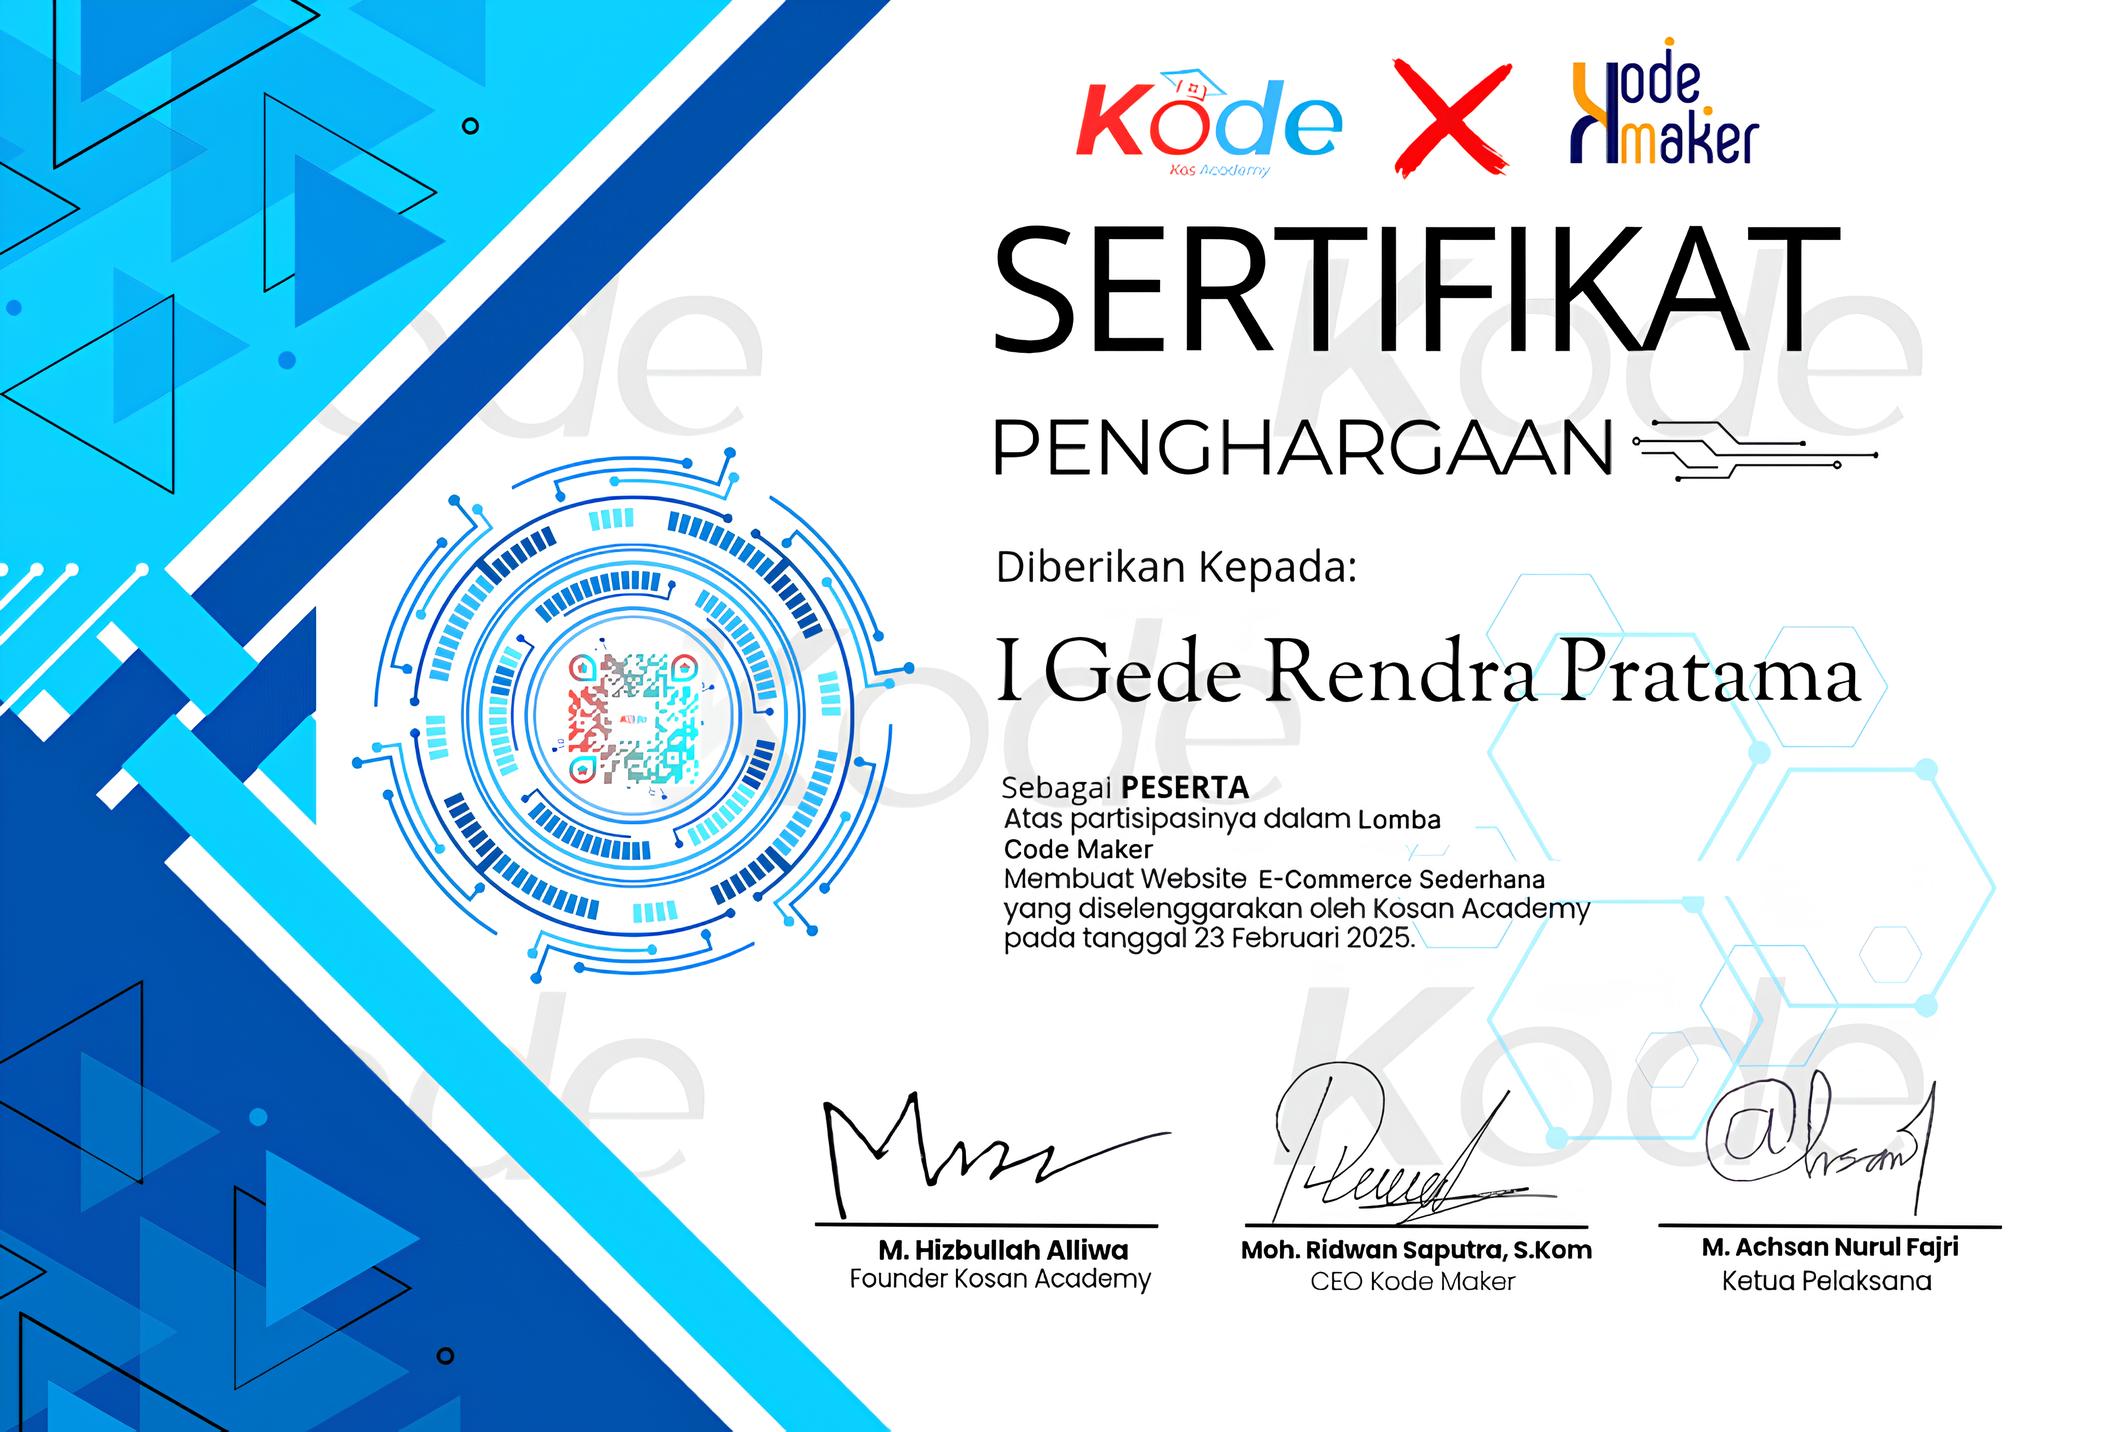 Kode
Kas Academy
Kode
maker
SERTIFIKAT
PENGHARGAAN
Diberikan Kepada:
I Gede Rendra Pratama
Sebagai PESERTA
Atas partisipasinya dalam Lomba
Code Maker
Membuat Website E-Commerce Sederhana
yang diselenggarakan oleh Kosan Academy
pada tanggal 23 Februari 2025.
M. Hizbullah Alliwa
Founder Kosan Academy
Moh. Ridwan Saputra, S.Kom
CEO Kode Maker
M. Achsan Nurul Fajri
Ketua Pelaksana